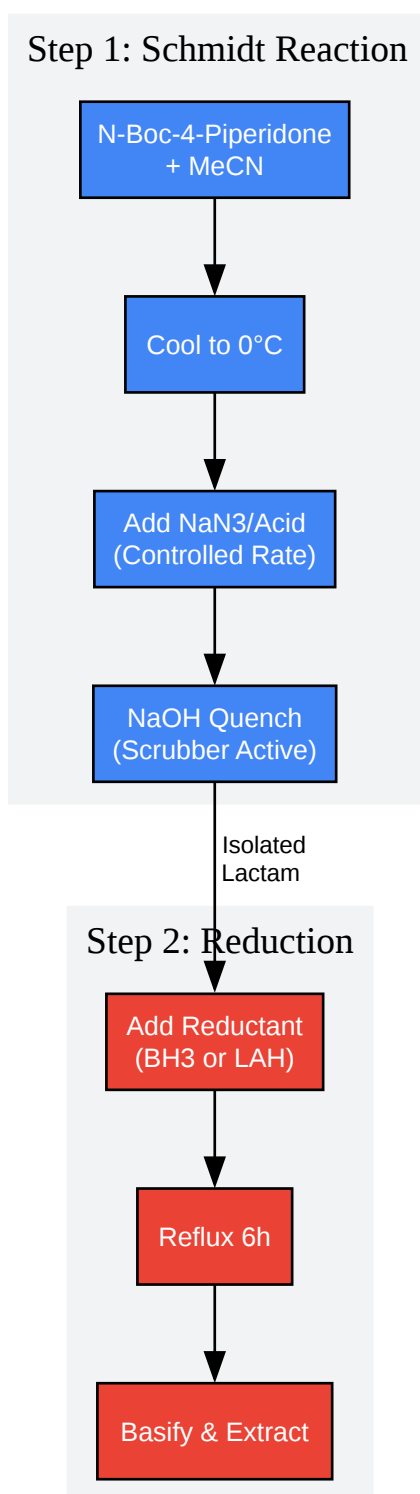 Step 1: Schmidt Reaction
N-Boc-4-Piperidone
+ MeCN
Cool to 0°C
Add NaN3/Acid
(Controlled Rate)
NaOH Quench
(Scrubber Active)
Isolated
Lactam
Step 2: Reduction
Add Reductant
(BH3 or LAH)
Reflux 6h
Basify & Extract